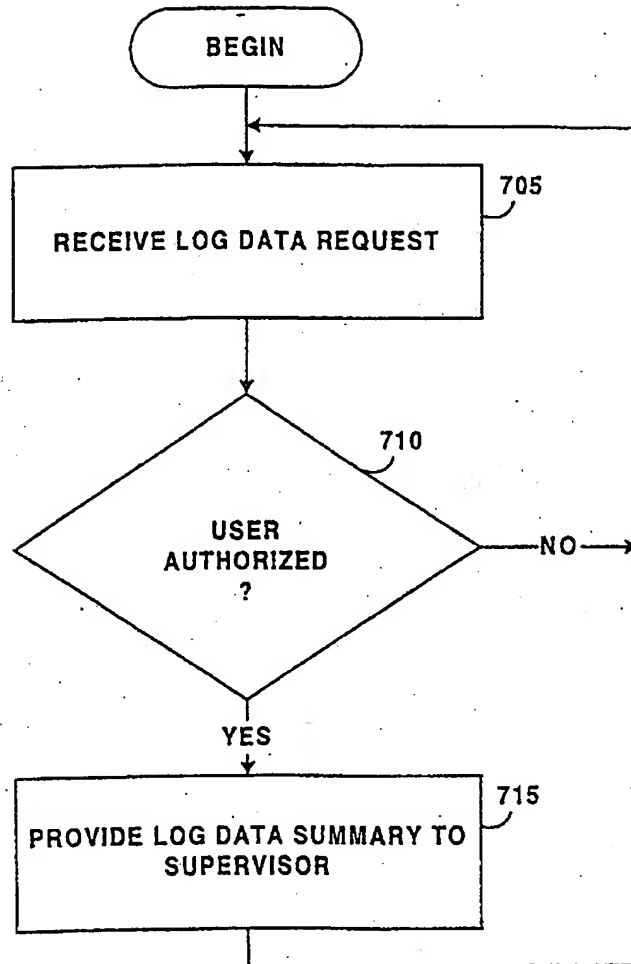 BEGIN
705
RECEIVE LOG DATA REQUEST
710
USER
AUTHORIZED
?
NO
YES
715
PROVIDE LOG DATA SUMMARY TO
SUPERVISOR